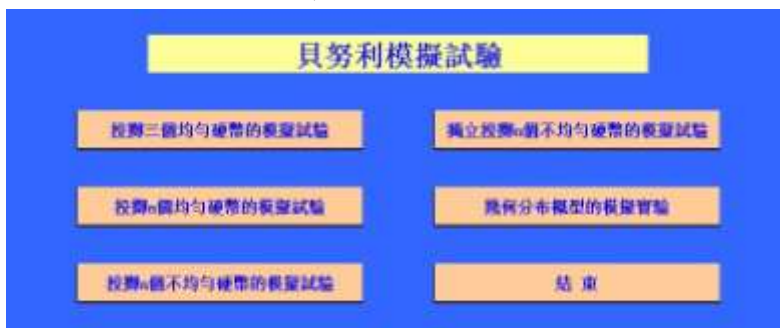 貝努利模擬試驗
投擲三個均勻硬幣的模擬試驗
獨立投擲n個不均勻硬幣的模擬試驗
投擲n個均勻硬幣的模擬試驗
幾何分布概型的模擬實驗
投擲n個不均勻硬幣的模擬試驗
結 束